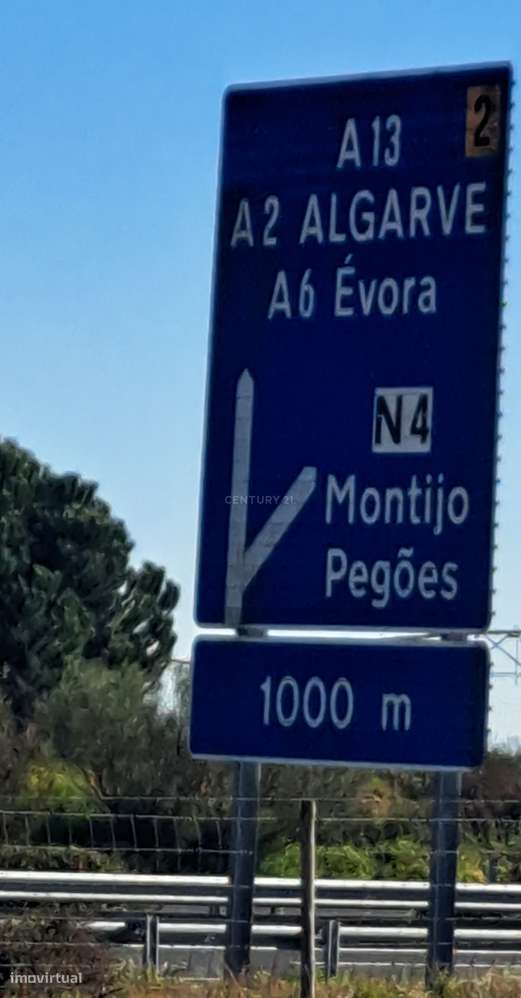 2
A13
A2 ALGARVE
A6 Évora
N4
Montijo
Pegões
CENTURY 21
1000 m
imovirtual